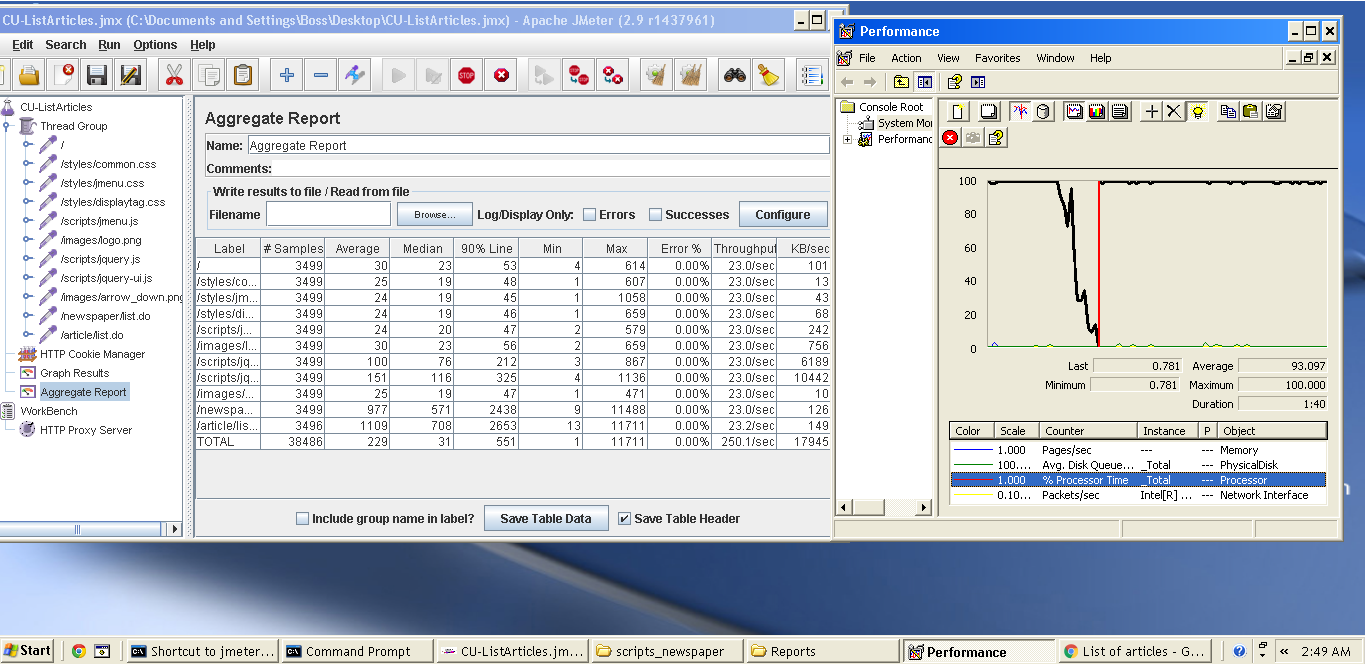 CU-ListArticles.jmx (C:\Documents and Settings\Boss\Desktop\CU-ListArticles.jmx) - Apache JMeter (2.9 r1437961)
Edit Search Run Options Help
CU-ListArticles
Thread Group
/
/styles/common.css
/styles/jmenu.css
/styles/displaytag.css
/scripts/jmenu.js
/images/logo.png
/scripts/jquery.js
/scripts/jquery-ui.js
/images/arrow_down.png
/newspaper/list.do
/article/list.do
HTTP Cookie Manager
Graph Results
Aggregate Report
WorkBench
HTTP Proxy Server
Aggregate Report
Name: Aggregate Report
Comments:
Write results to file / Read from file
Filename Browse... Log/Display Only: Errors Successes Configure
Label # Samples Average Median 90% Line Min Max Error % Throughput KB/sec
/ 3499 30 23 53 4 614 0.00% 23.0/sec 101
/styles/co... 3499 25 19 48 1 607 0.00% 23.0/sec 13
/styles/jm... 3499 24 19 45 1 1058 0.00% 23.0/sec 43
/styles/di... 3499 24 19 46 1 659 0.00% 23.0/sec 68
/scripts/j... 3499 24 20 47 2 579 0.00% 23.0/sec 242
/images/l... 3499 30 23 56 2 659 0.00% 23.0/sec 756
/scripts/jq... 3499 100 76 212 3 867 0.00% 23.0/sec 6189
/scripts/jq... 3499 151 116 325 4 1136 0.00% 23.0/sec 10442
/images/... 3499 25 19 47 1 471 0.00% 23.0/sec 10
/newspa... 3499 977 571 2438 9 11488 0.00% 23.0/sec 126
/article/lis... 3496 1109 708 2653 13 11711 0.00% 23.2/sec 149
TOTAL 38486 229 31 551 1 11711 0.00% 250.1/sec 17945
Include group name in label? Save Table Data Save Table Header
Performance
File Action View Favorites Window Help
Console Root
System Mo
Performanc
100
80
60
40
20
0
Last 0.781 Average 93.097
Minimum 0.781 Maximum 100.000
Duration 1:40
Color Scale Counter Instance P Object
1.000 Pages/sec --- --- Memory
100.... Avg. Disk Queue... _Total --- PhysicalDisk
1.000 % Processor Time _Total --- Processor
0.10... Packets/sec Intel[R] ... --- Network Interface
Start Shortcut to jmeter... Command Prompt CU-ListArticles.jm... scripts_newspaper Reports Performance List of articles - G... 2:49 AM